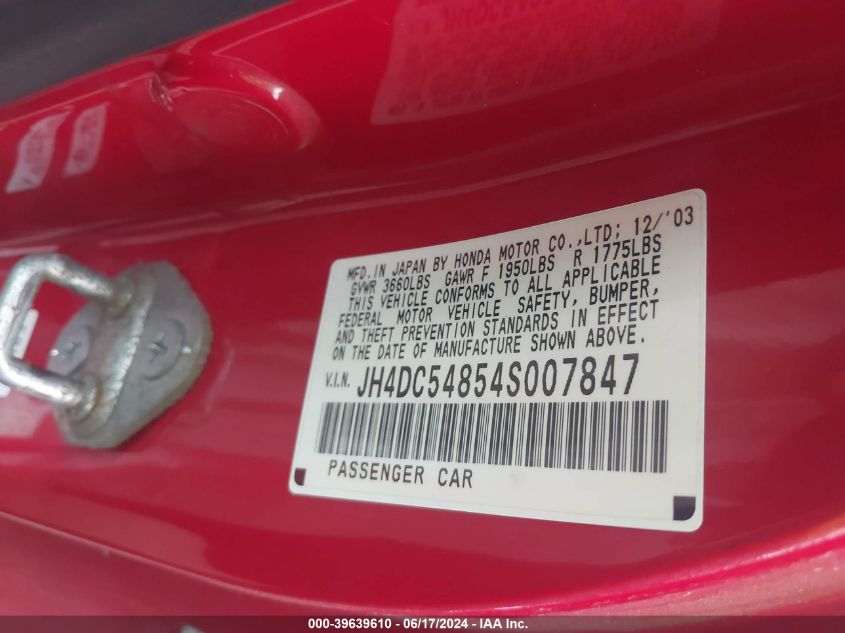 MFD.IN JAPAN BY HONDA MOTOR CO.,LTD; 12/'03
GVWR 3660LBS GAWR F 1950LBS R 1775LBS
THIS VEHICLE CONFORMS TO ALL APPLICABLE
FEDERAL MOTOR VEHICLE SAFETY, BUMPER,
AND THEFT PREVENTION STANDARDS IN EFFECT
ON THE DATE OF MANUFACTURE SHOWN ABOVE.
V.I.N. JH4DC54854S007847
PASSENGER CAR
000-39639610 - 06/17/2024 - IAA Inc.